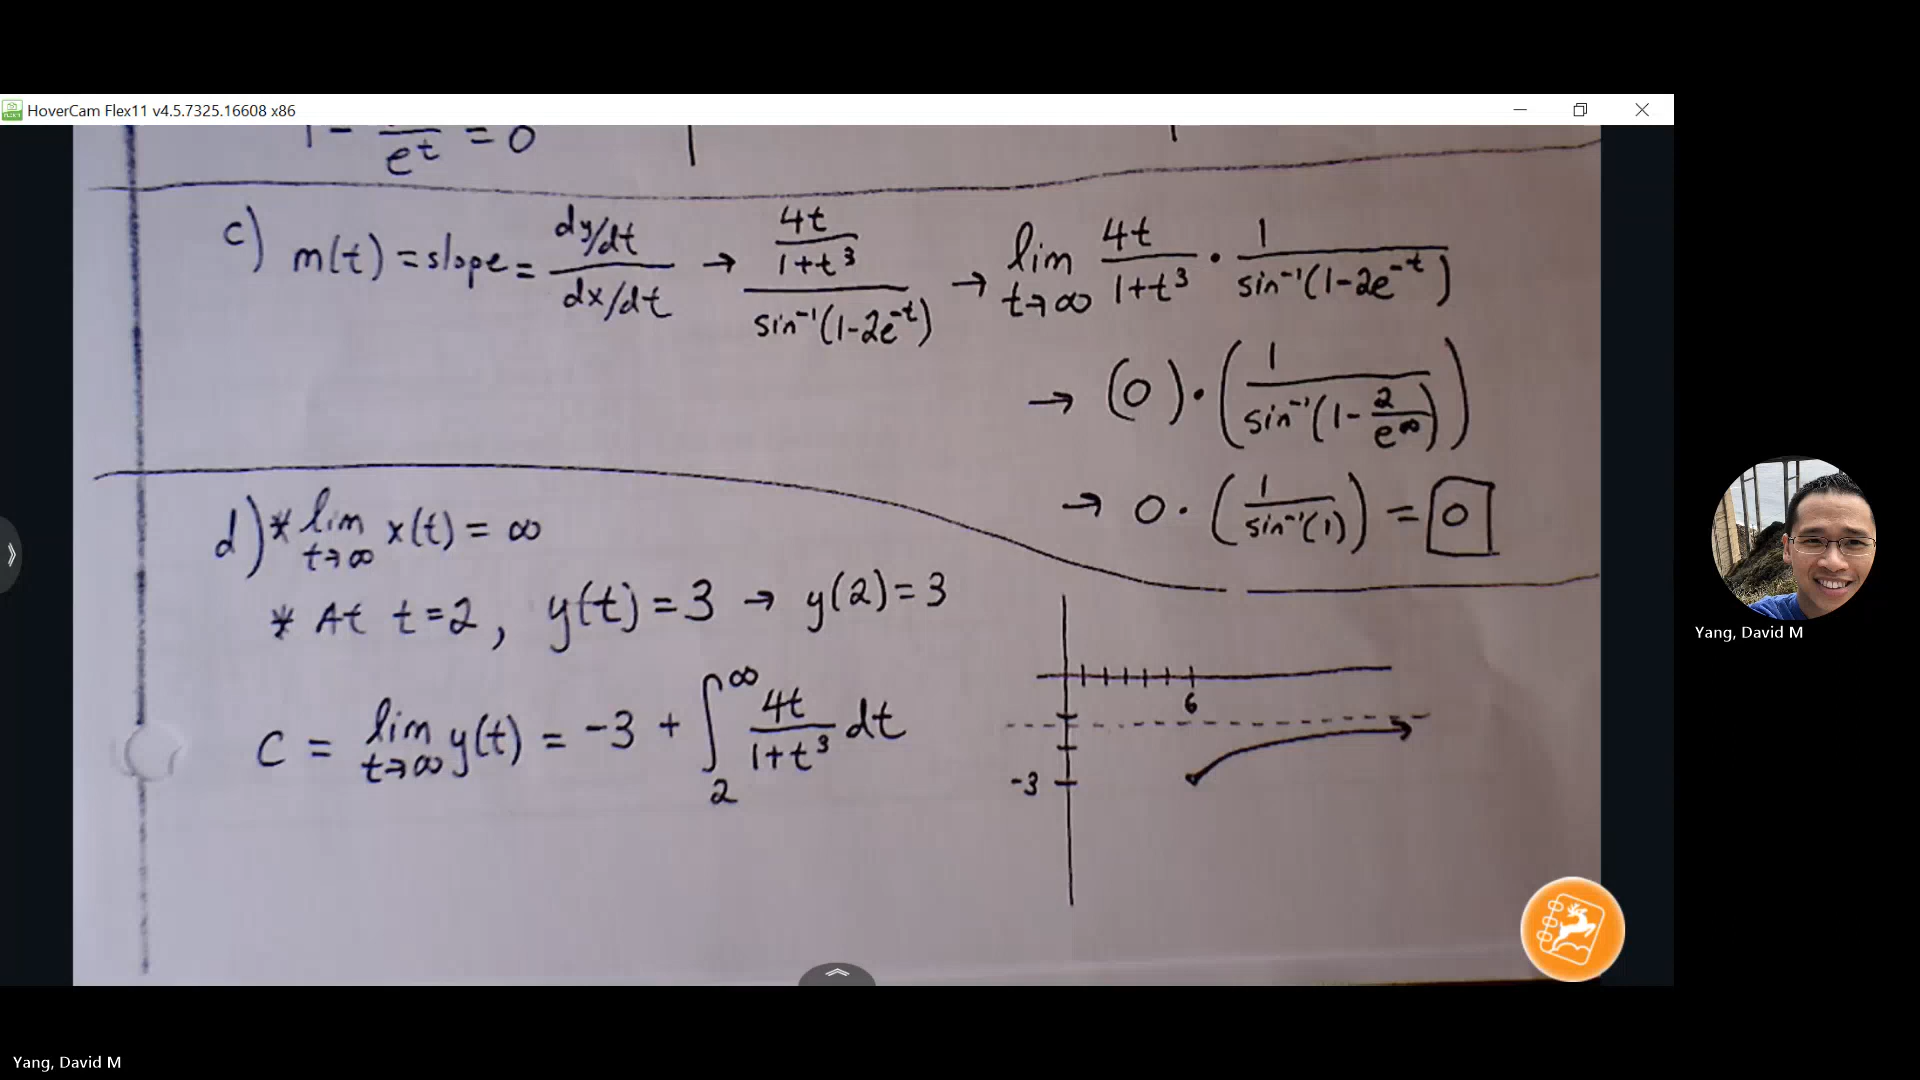 HoverCam Flex11 v4.5.7325.16608 x86
e^t = 0
c) m(t) = slope = (dy/dt)/(dx/dt) → (4t/(1+t³))/(sin⁻¹(1-2e^-t)) → lim t→∞ 4t/(1+t³) · 1/(sin⁻¹(1-2e^-t))
→ (0) · (1/(sin⁻¹(1-2/e^∞)))
→ 0 · (1/(sin⁻¹(1))) = 0
d) * lim t→∞ x(t) = ∞
* At t=2, y(t) = 3 → y(2) = 3
C = lim t→∞ y(t) = -3 + ∫₂^∞ 4t/(1+t³) dt
6
-3
Yang, David M
Yang, David M